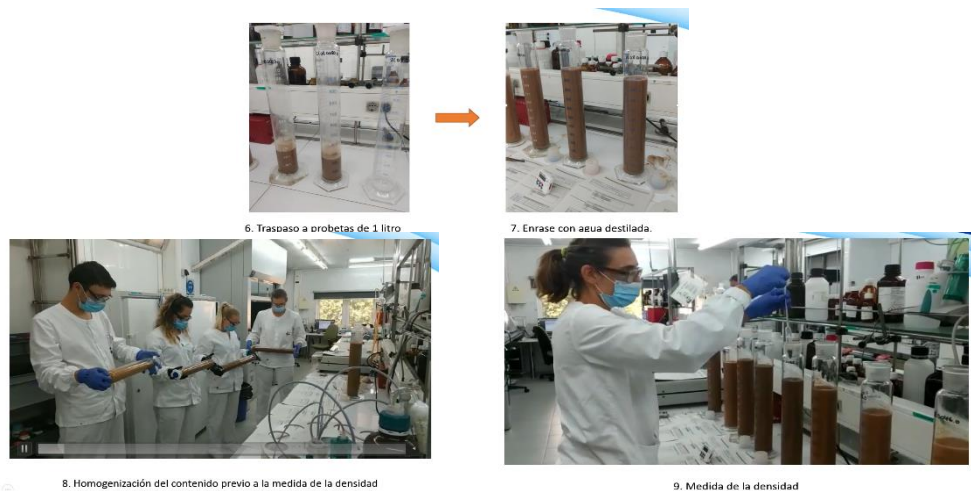 6. Traspaso a probetas de 1 litro
7. Enrase con agua destilada.
8. Homogenización del contenido previo a la medida de la densidad
9. Medida de la densidad